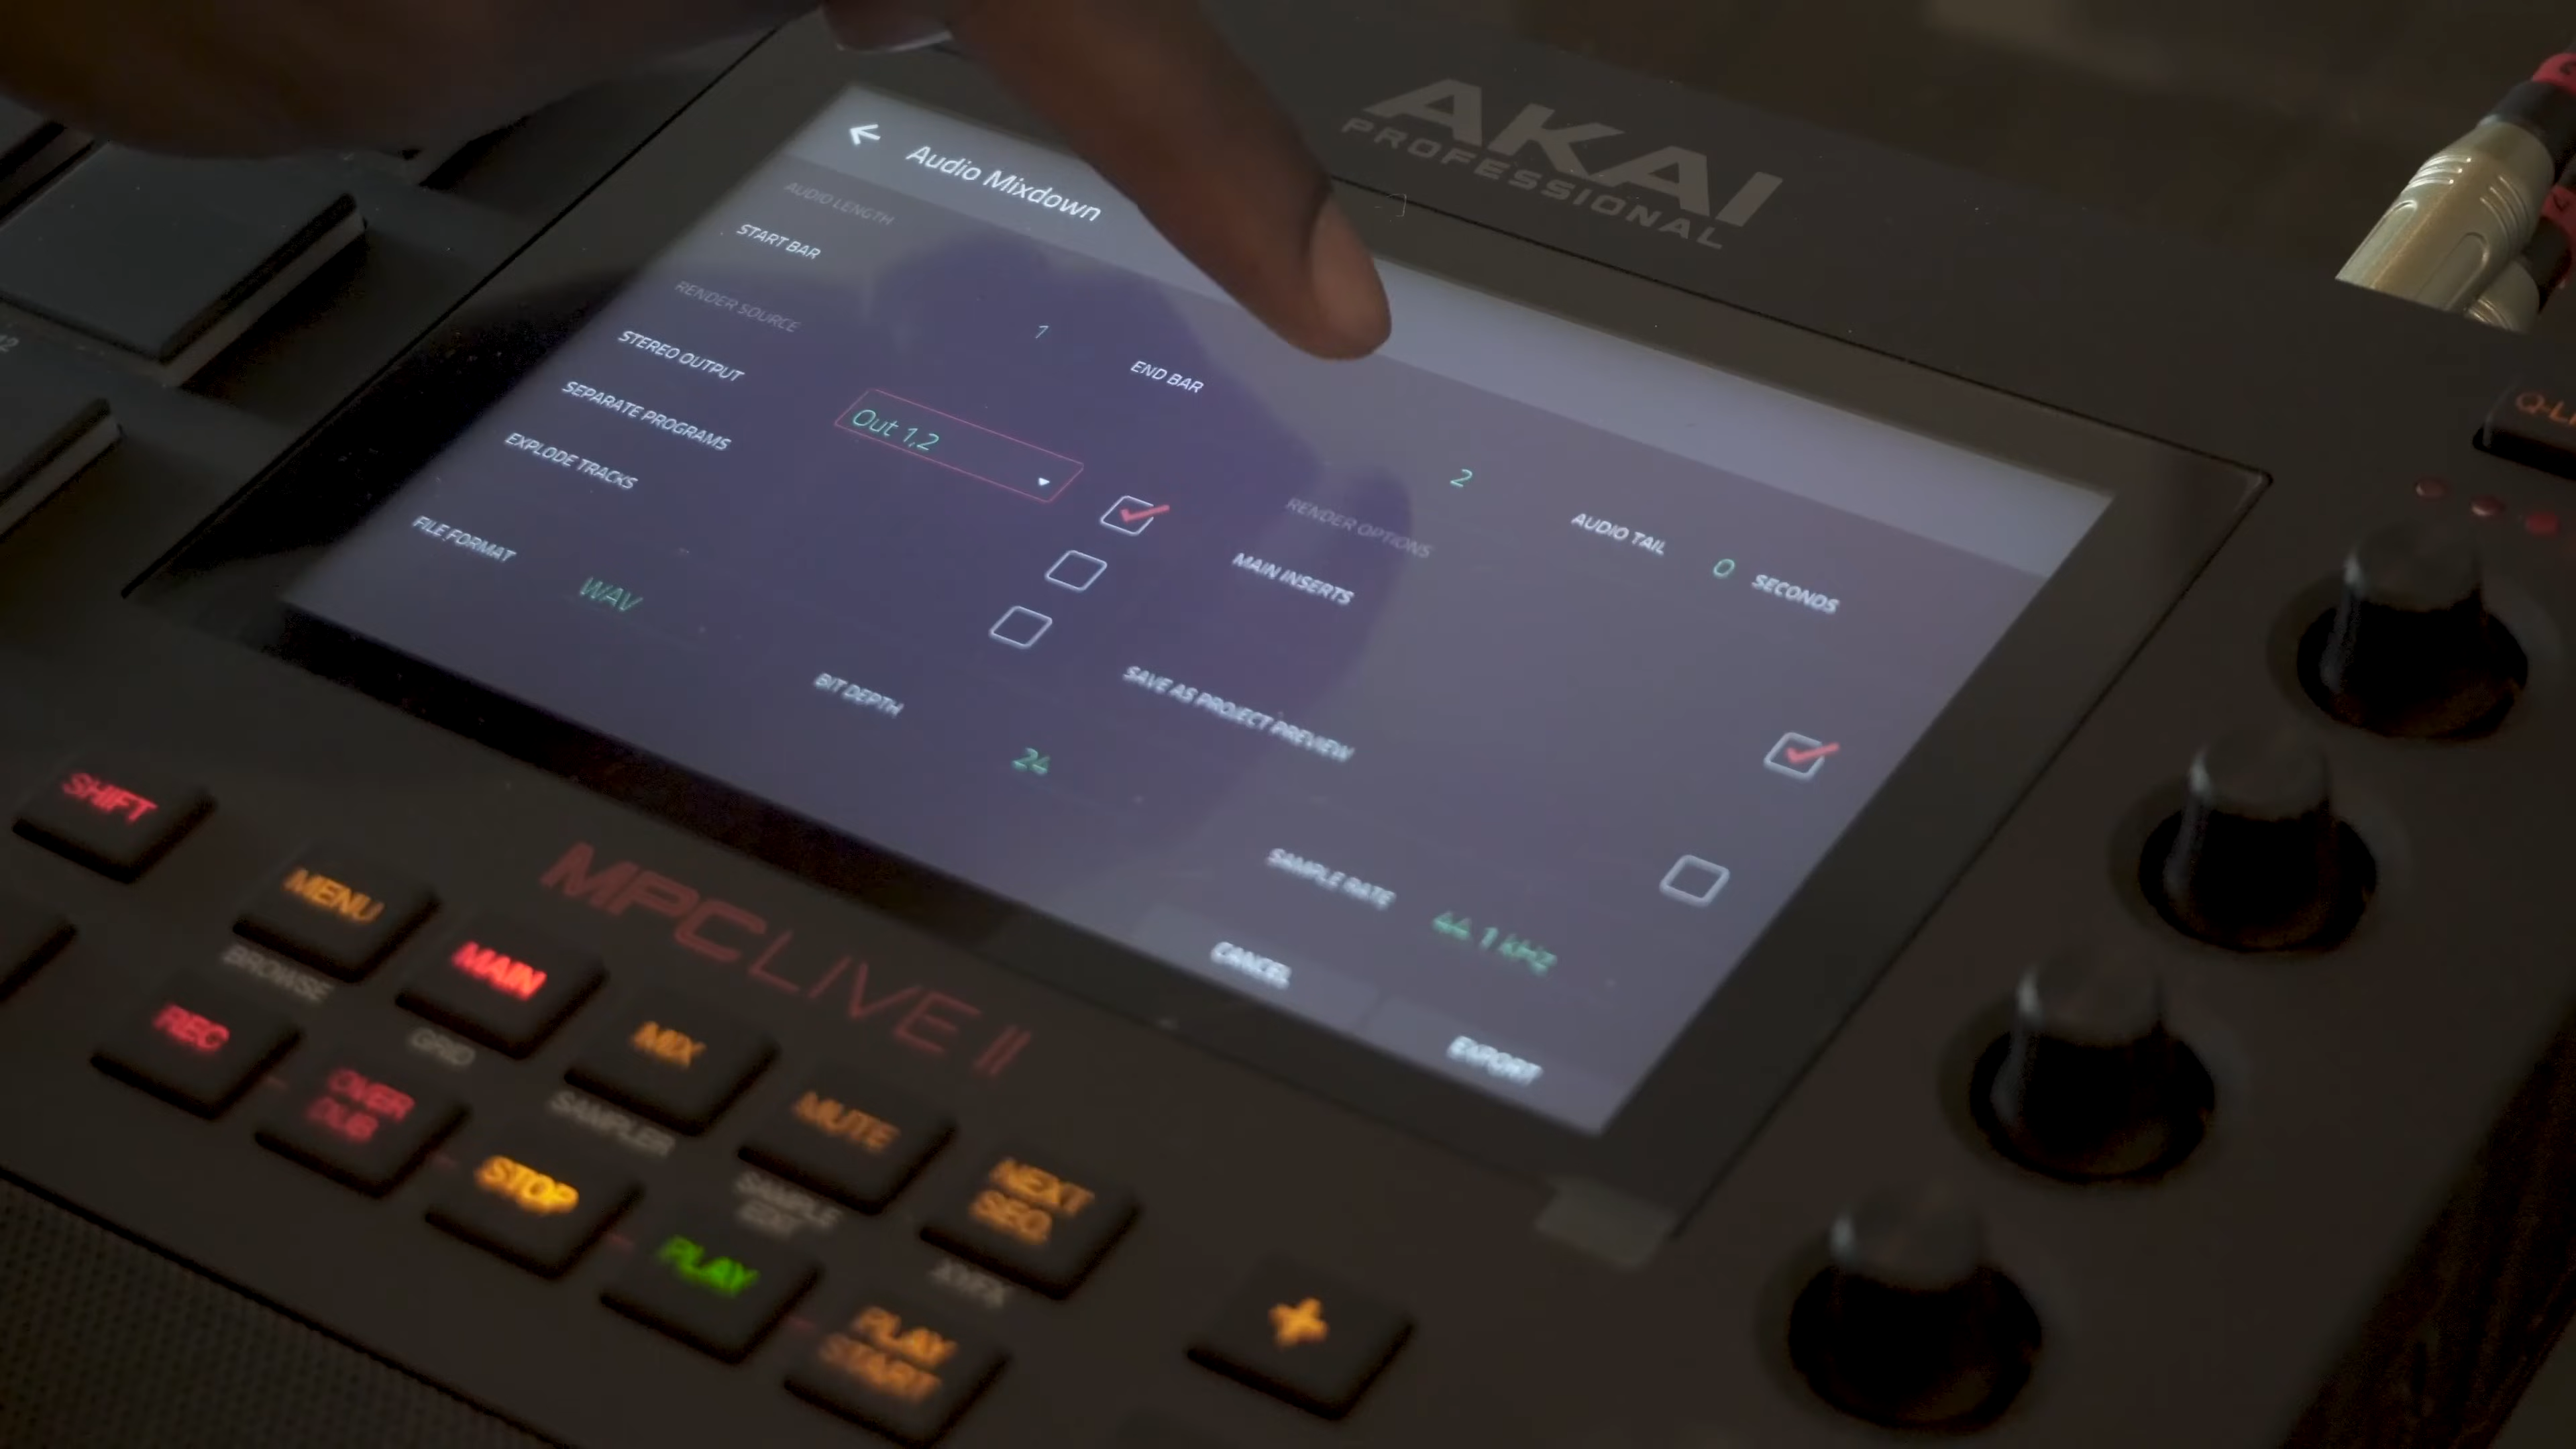 AKAI
PROFESSIONAL
Audio Mixdown
AUDIO LENGTH
START BAR
1
END BAR
2
AUDIO TAIL
0 SECONDS
RENDER SOURCE
STEREO OUTPUT
Out 1,2
SEPARATE PROGRAMS
EXPLODE TRACKS
RENDER OPTIONS
MAIN INSERTS
SAVE AS PROJECT PREVIEW
FILE FORMAT
WAV
BIT DEPTH
24
SAMPLE RATE
44.1 kHz
CANCEL
EXPORT
MPC LIVE II
SHIFT
MENU
BROWSE
MAIN
GRID
MIX
SAMPLER
MUTE
SAMPLE
EDIT
NEXT
SEQ.
XYFX
REC
OVER
DUB
STOP
PLAY
PLAY
START
+